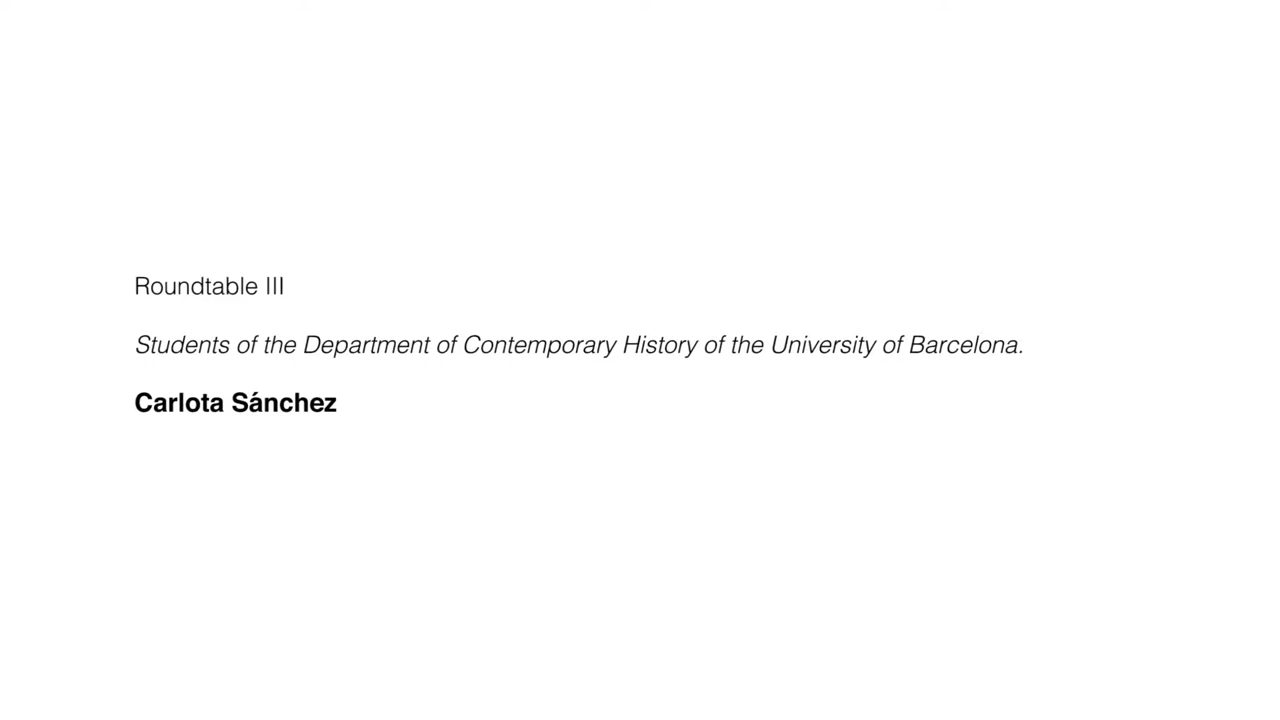 Roundtable III
Students of the Department of Contemporary History of the University of Barcelona.
Carlota Sánchez